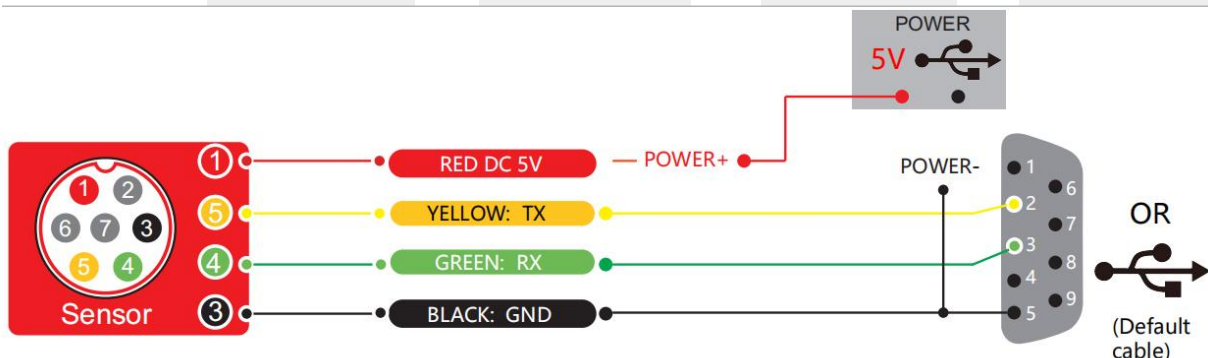 POWER
5V
1 RED DC 5V POWER+
POWER-
5 YELLOW: TX
4 GREEN: RX
3 BLACK: GND
1 2
6 7 3
5 4
Sensor
1
6
2
7
3
8
4
9
5
OR
(Default
cable)